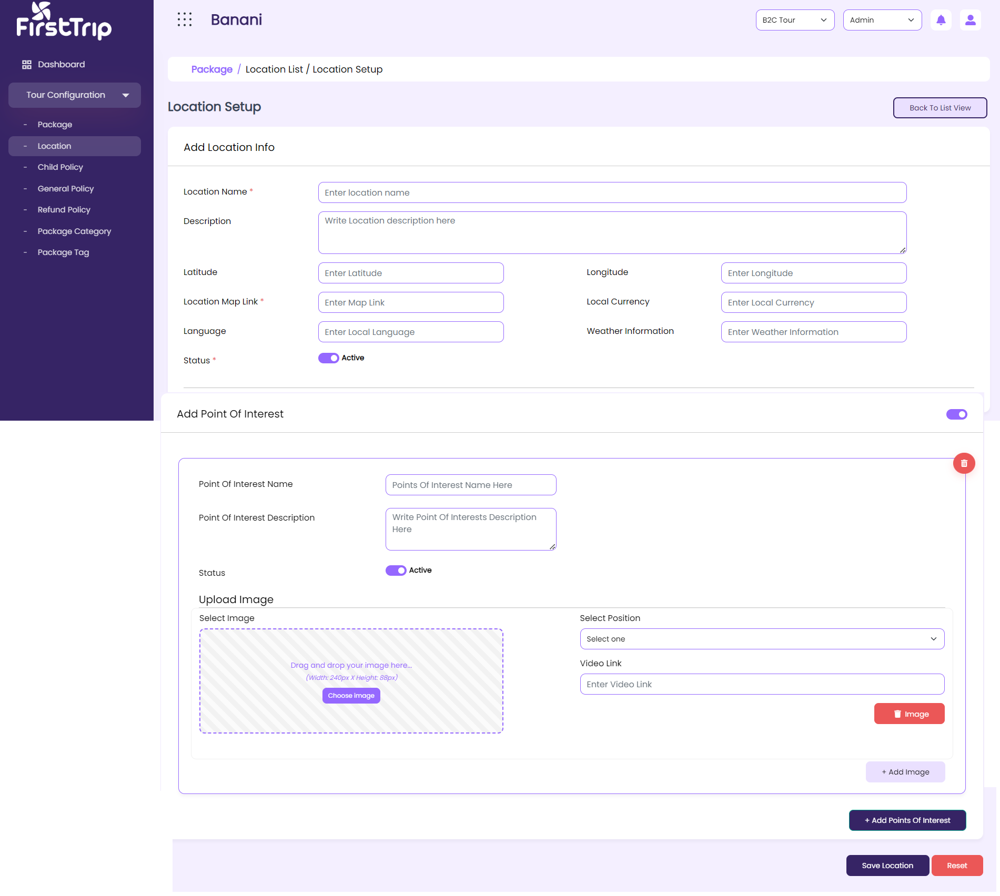 FirstTrip
Banani
B2C Tour
Admin
Dashboard
Tour Configuration
- Package
- Location
- Child Policy
- General Policy
- Refund Policy
- Package Category
- Package Tag
Package / Location List / Location Setup
Location Setup
Back To List View
Add Location Info
Location Name *
Enter location name
Description
Write Location description here
Latitude
Enter Latitude
Longitude
Enter Longitude
Location Map Link *
Enter Map Link
Local Currency
Enter Local Currency
Language
Enter Local Language
Weather Information
Enter Weather Information
Status *
Active
Add Point Of Interest
Point Of Interest Name
Points Of Interest Name Here
Point Of Interest Description
Write Point Of Interests Description
Here
Status
Active
Upload Image
Select Image
Drag and drop your image here...
(Width: 240px X Height: 88px)
Choose image
Select Position
Select one
Video Link
Enter Video Link
Image
+ Add Image
+ Add Points Of Interest
Save Location
Reset